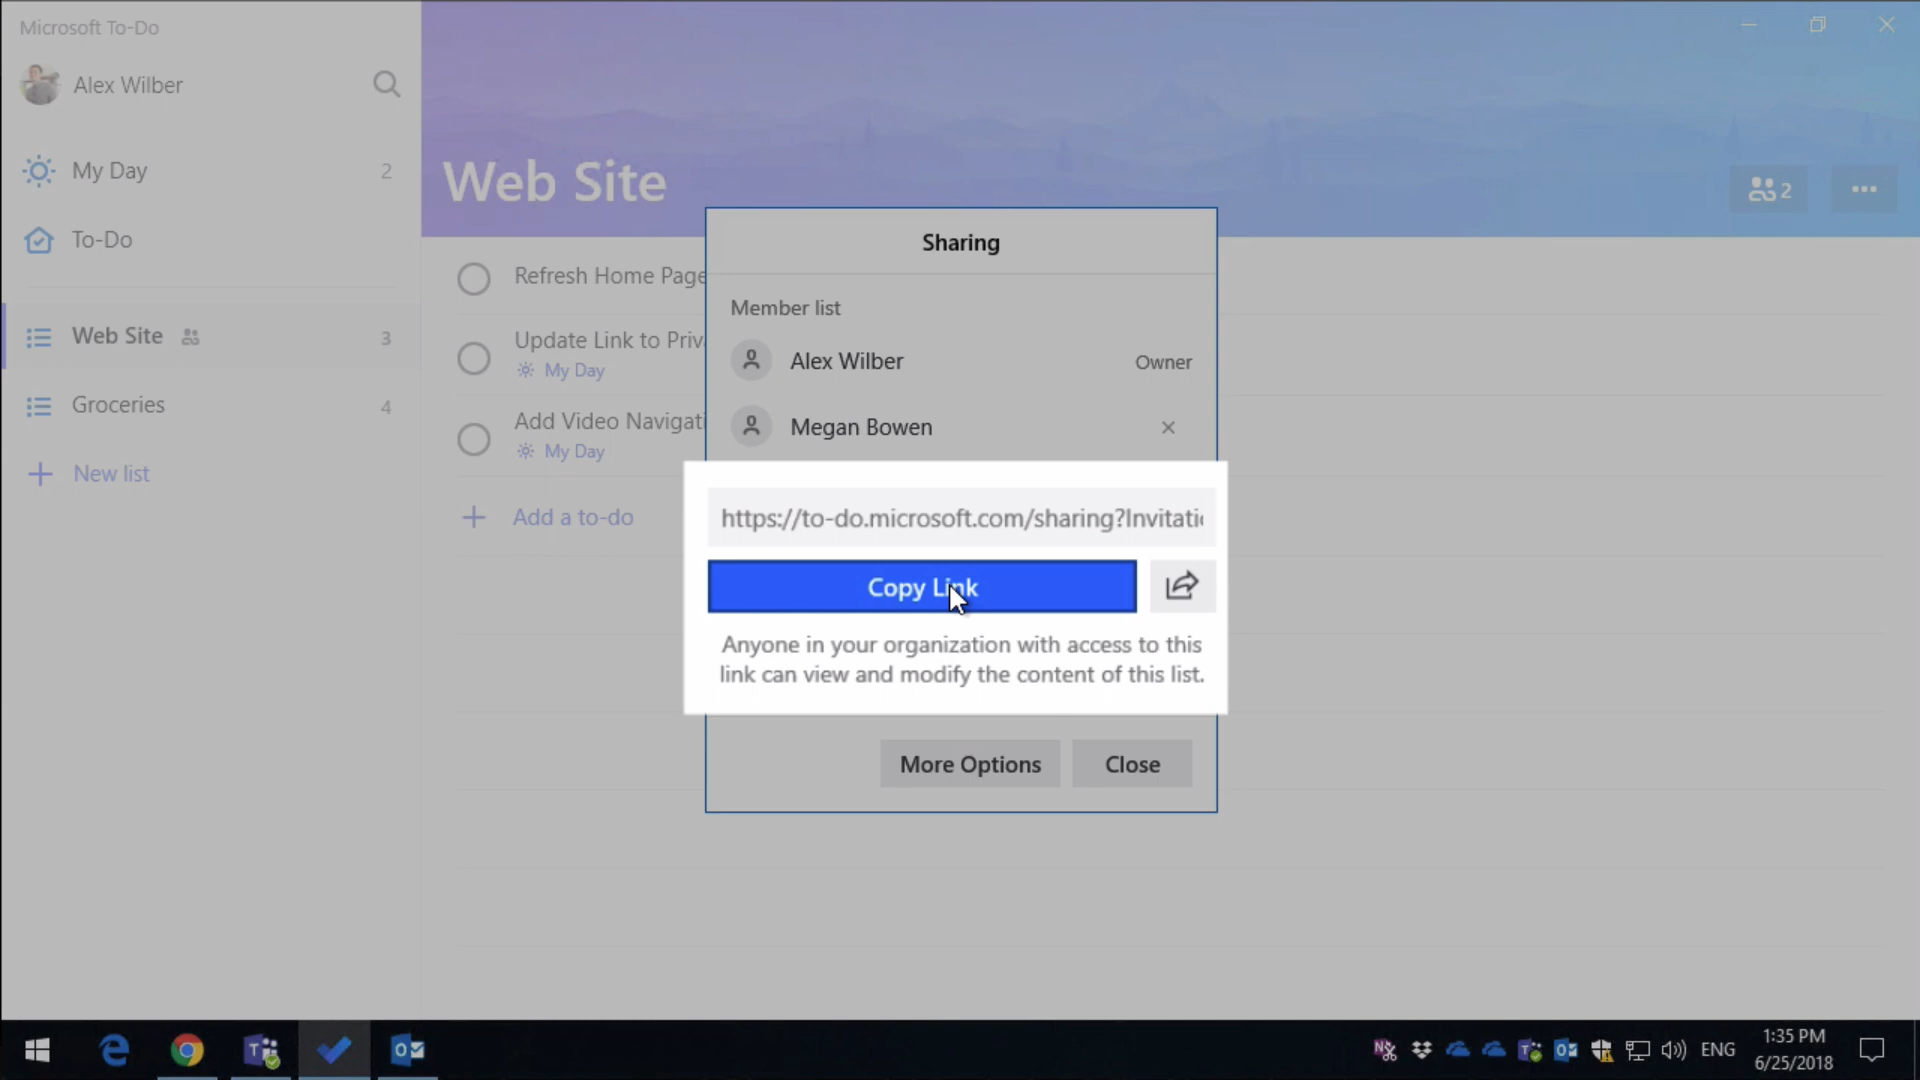 Microsoft To-Do
Alex Wilber
My Day 2
To-Do
Web Site 3
Groceries 4
New list
Web Site
2
Refresh Home Page
Update Link to
My Day
Add Video
My Day
Add a to-do
Sharing
Member list
Alex Wilber Owner
Megan Bowen
https://to-do.microsoft.com/sharing?Invitati
Copy Link
Anyone in your organization with access to this
link can view and modify the content of this list.
More Options Close
ENG
1:35 PM
6/25/2018